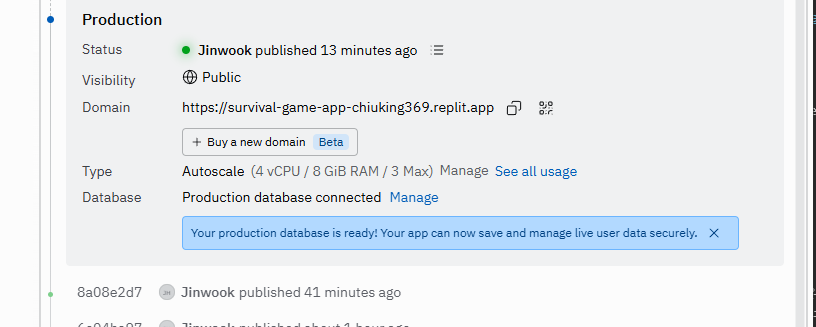 Production
Status Jinwook published 13 minutes ago
Visibility Public
Domain https://survival-game-app-chiuking369.replit.app
+ Buy a new domain Beta
Type Autoscale (4 vCPU / 8 GiB RAM / 3 Max) Manage See all usage
Database Production database connected Manage
Your production database is ready! Your app can now save and manage live user data securely.
8a08e2d7 JH Jinwook published 41 minutes ago
Jinwook published about 1 hour ago